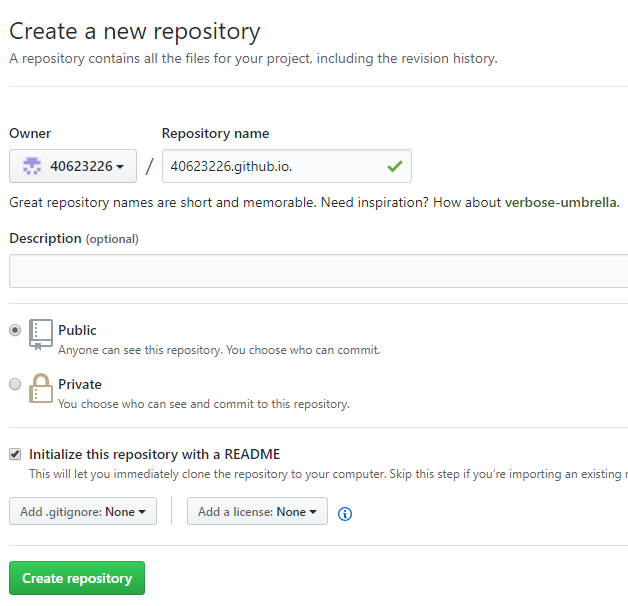 Create a new repository
A repository contains all the files for your project, including the revision history.
Owner Repository name
40623226 / 40623226.github.io.
Great repository names are short and memorable. Need inspiration? How about verbose-umbrella.
Description (optional)
Public
Anyone can see this repository. You choose who can commit.
Private
You choose who can see and commit to this repository.
Initialize this repository with a README
This will let you immediately clone the repository to your computer. Skip this step if you're importing an existing
Add .gitignore: None Add a license: None
Create repository